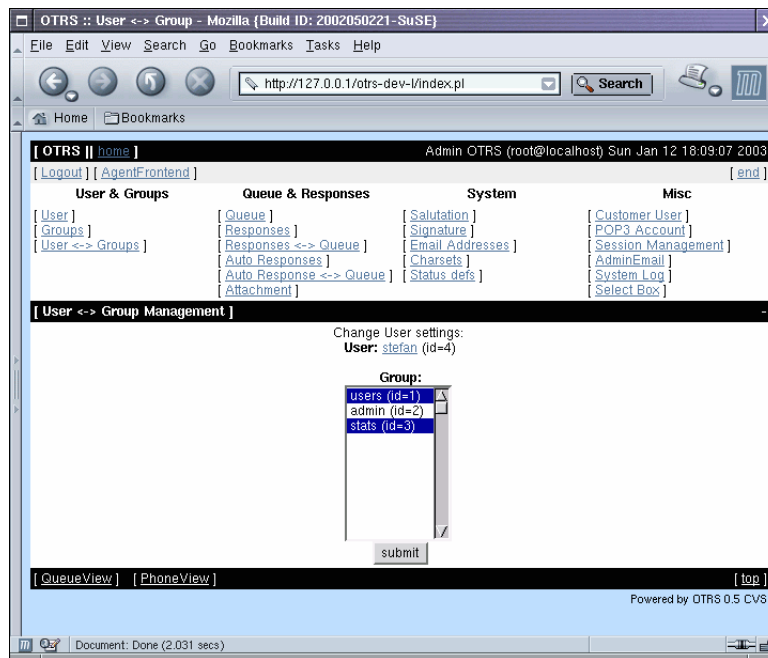 OTRS :: User <-> Group - Mozilla {Build ID: 2002050221-SuSE}
File Edit View Search Go Bookmarks Tasks Help
http://127.0.0.1/otrs-dev-l/index.pl Search
Home Bookmarks
[ OTRS || home ] Admin OTRS (root@localhost) Sun Jan 12 18:09:07 2003
[ Logout ] [ AgentFrontend ] [ end ]
User & Groups Queue & Responses System Misc
[ User ] [ Queue ] [ Salutation ] [ Customer User ]
[ Groups ] [ Responses ] [ Signature ] [ POP3 Account ]
[ User <-> Groups ] [ Responses <-> Queue ] [ Email Addresses ] [ Session Management ]
[ Auto Responses ] [ Charsets ] [ AdminEmail ]
[ Auto Response <-> Queue ] [ Status defs ] [ System Log ]
[ Attachment ] [ Select Box ]
[ User <-> Group Management ] -
Change User settings:
User: stefan (id=4)
Group:
users (id=1)
admin (id=2)
stats (id=3)
submit
[ QueueView ] [ PhoneView ] [ top ]
Powered by OTRS 0.5 CVS
Document: Done (2.031 secs)